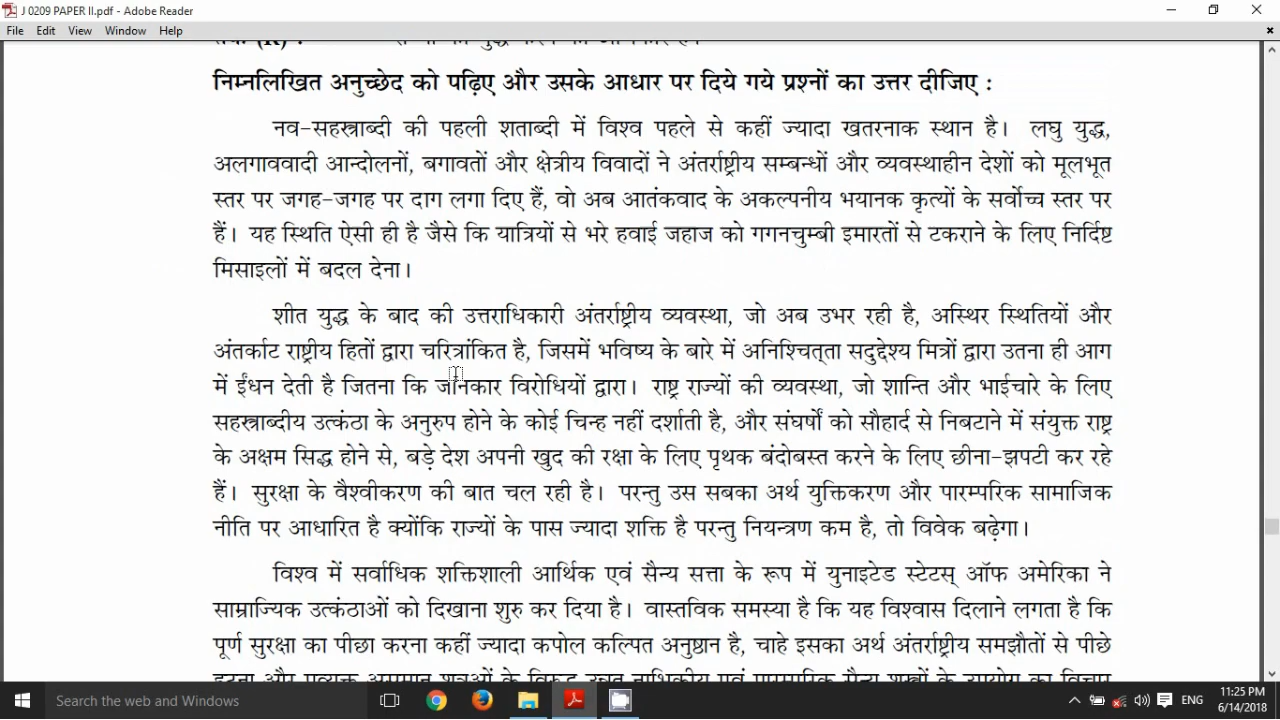 J 0209 PAPER II.pdf - Adobe Reader
File Edit View Window Help
निम्नलिखित अनुच्छेद को पढ़िए और उसके आधार पर दिये गये प्रश्नों का उत्तर दीजिए :
नव-सहस्त्राब्दी की पहली शताब्दी में विश्व पहले से कहीं ज्यादा खतरनाक स्थान है। लघु युद्ध,
अलगाववादी आन्दोलनों, बगावतों और क्षेत्रीय विवादों ने अंतर्राष्ट्रीय सम्बन्धों और व्यवस्थाहीन देशों को मूलभूत
स्तर पर जगह-जगह पर दाग लगा दिए हैं, वो अब आतंकवाद के अकल्पनीय भयानक कृत्यों के सर्वोच्च स्तर पर
हैं। यह स्थिति ऐसी ही है जैसे कि यात्रियों से भरे हवाई जहाज को गगनचुम्बी इमारतों से टकराने के लिए निर्दिष्ट
मिसाइलों में बदल देना।
शीत युद्ध के बाद की उत्तराधिकारी अंतर्राष्ट्रीय व्यवस्था, जो अब उभर रही है, अस्थिर स्थितियों और
अंतर्काट राष्ट्रीय हितों द्वारा चरित्रांकित है, जिसमें भविष्य के बारे में अनिश्चितता सदुद्देश्य मित्रों द्वारा उतना ही आग
में ईंधन देती है जितना कि जानकार विरोधियों द्वारा। राष्ट्र राज्यों की व्यवस्था, जो शान्ति और भाईचारे के लिए
सहस्त्राब्दीय उत्कंठा के अनुरुप होने के कोई चिन्ह नहीं दर्शाती है, और संघर्षों को सौहार्द से निबटाने में संयुक्त राष्ट्र
के अक्षम सिद्ध होने से, बड़े देश अपनी खुद की रक्षा के लिए पृथक बंदोबस्त करने के लिए छीना-झपटी कर रहे
हैं। सुरक्षा के वैश्वीकरण की बात चल रही है। परन्तु उस सबका अर्थ युक्तिकरण और पारम्परिक सामाजिक
नीति पर आधारित है क्योंकि राज्यों के पास ज्यादा शक्ति है परन्तु नियन्त्रण कम है, तो विवेक बढ़ेगा।
विश्व में सर्वाधिक शक्तिशाली आर्थिक एवं सैन्य सत्ता के रूप में युनाइटेड स्टेटस् ऑफ अमेरिका ने
साम्राज्यिक उत्कंठाओं को दिखाना शुरु कर दिया है। वास्तविक समस्या है कि यह विश्वास दिलाने लगता है कि
पूर्ण सुरक्षा का पीछा करना कहीं ज्यादा कपोल कल्पित अनुष्ठान है, चाहे इसका अर्थ अंतर्राष्ट्रीय समझौतों से पीछे
Search the web and Windows
ENG
11:25 PM
6/14/2018